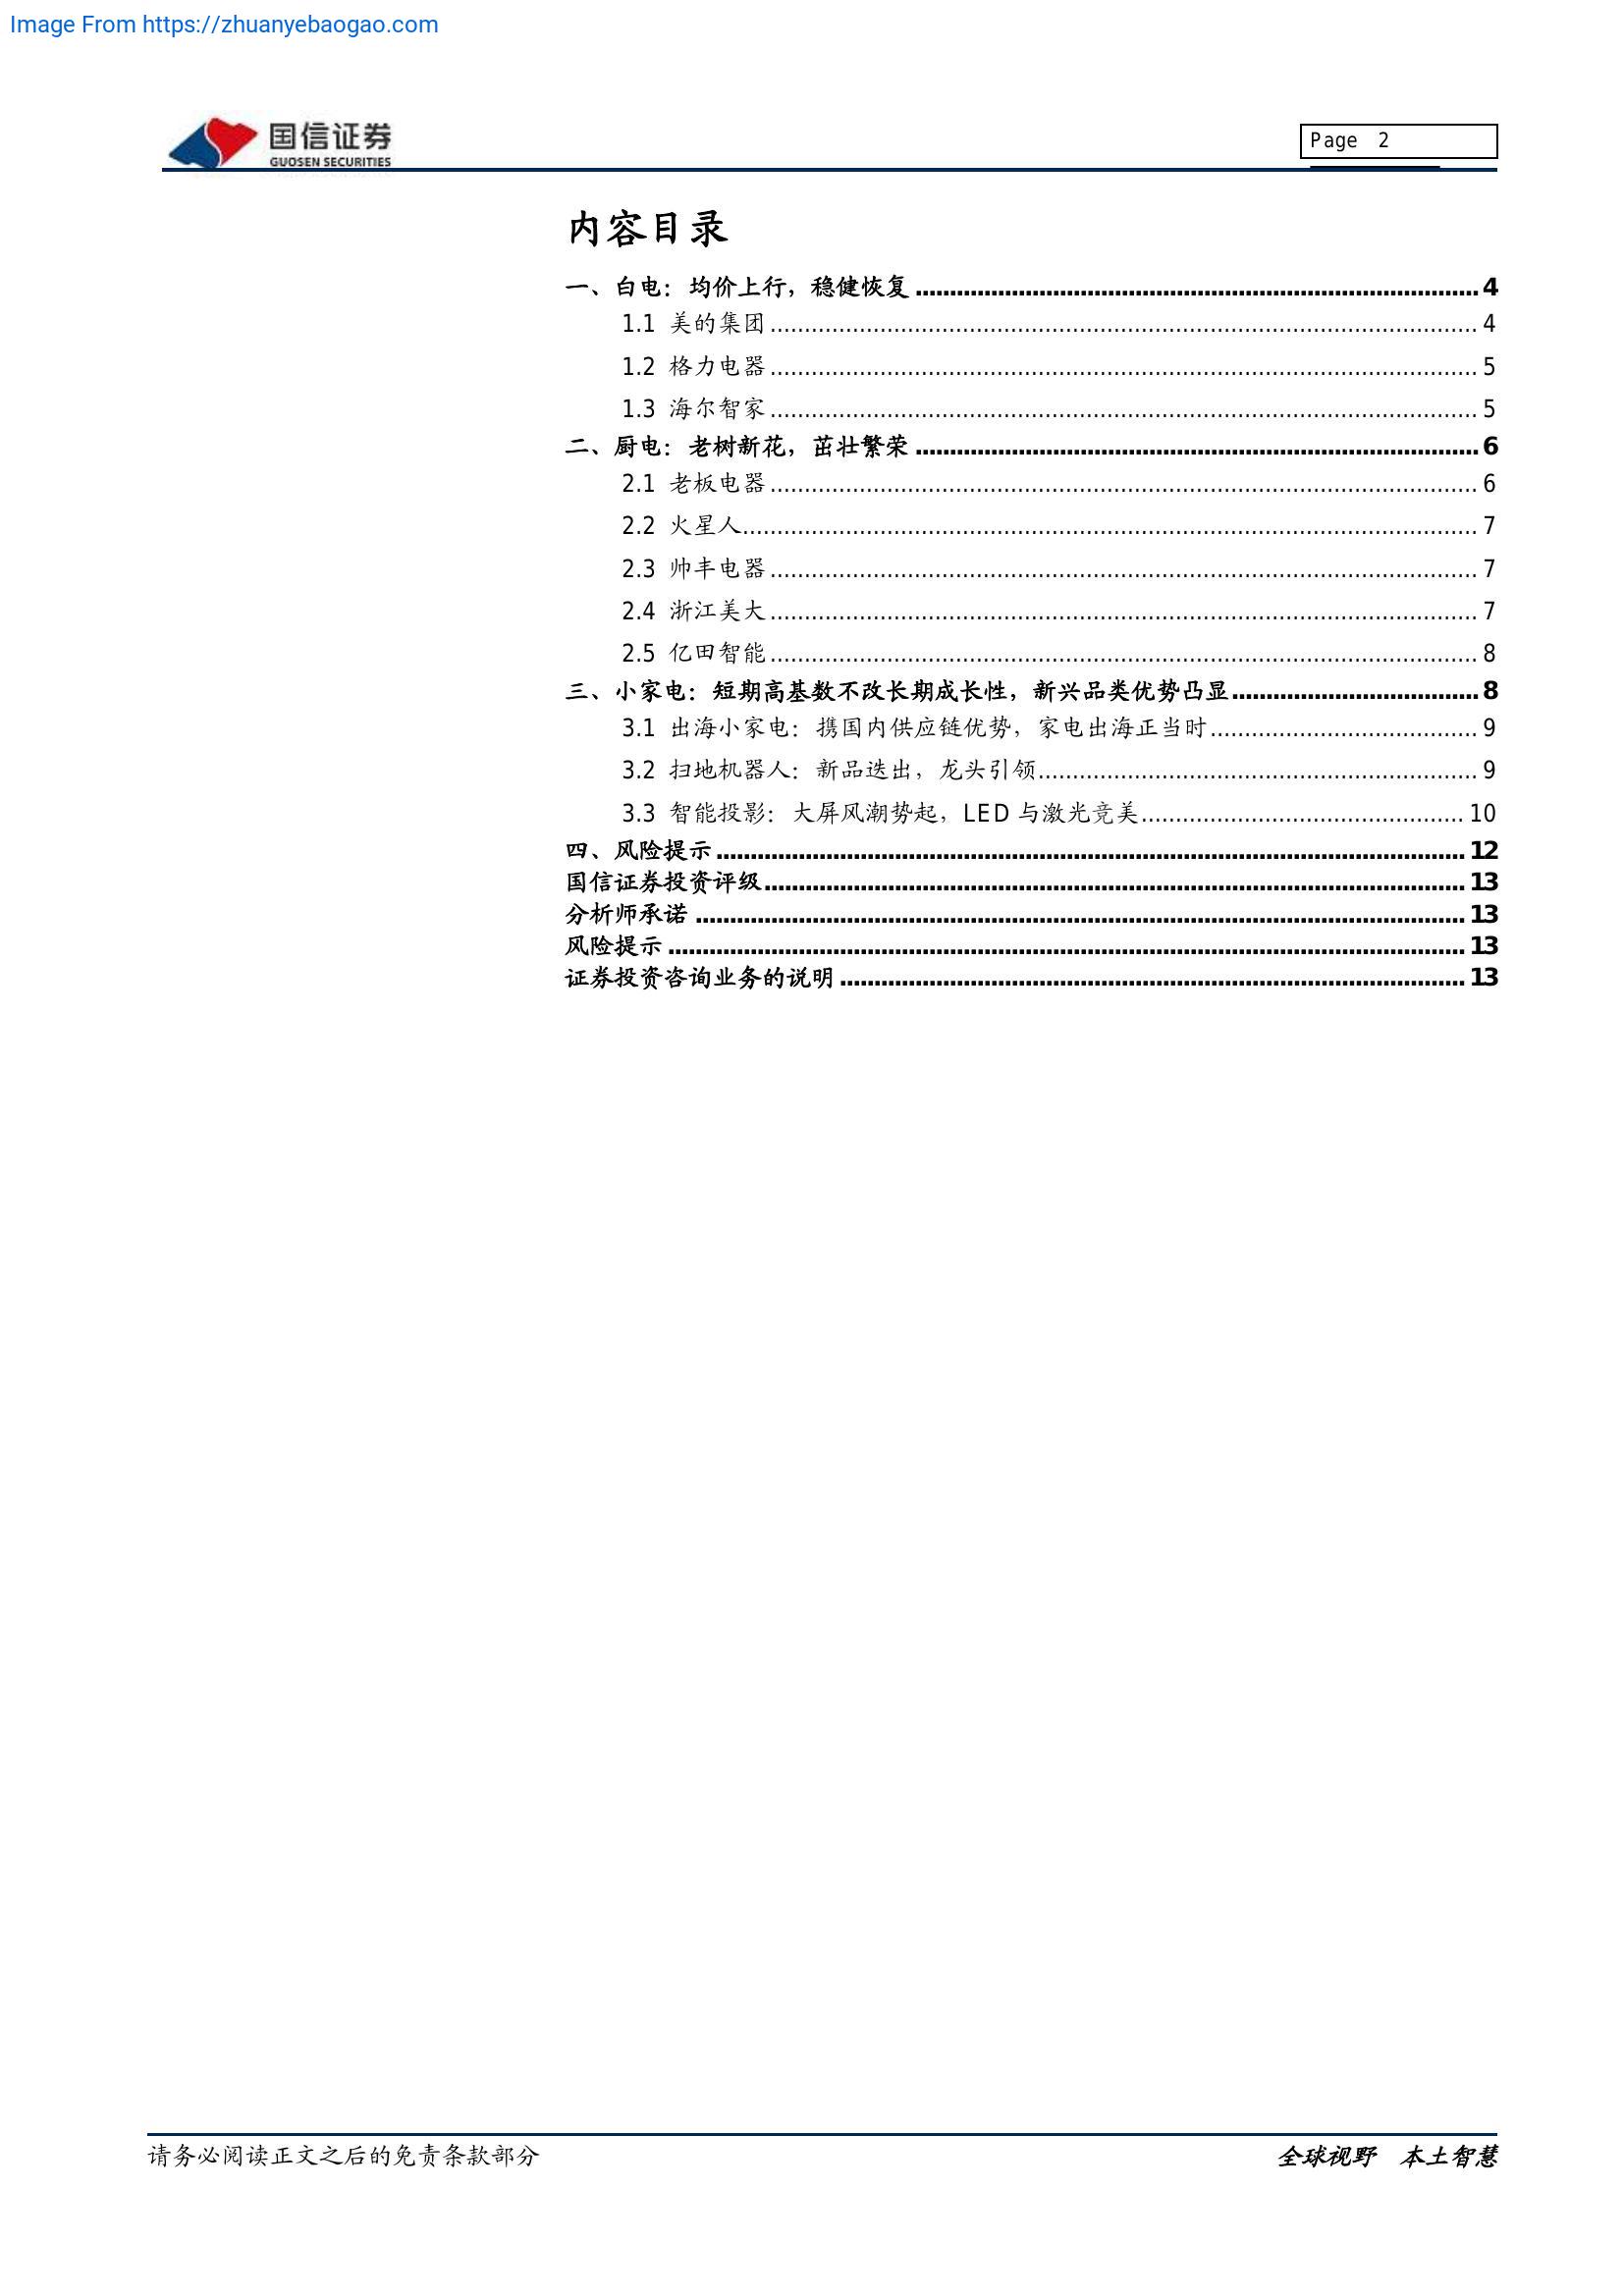 Image From https://zhuanyebaogao.com
国信证券
GUOSEN SECURITIES
Page 2
内容目录
一、白电：均价上行，稳健恢复 4
1.1 美的集团 4
1.2 格力电器 5
1.3 海尔智家 5
二、厨电：老树新花，茁壮繁荣 6
2.1 老板电器 6
2.2 火星人 7
2.3 帅丰电器 7
2.4 浙江美大 7
2.5 亿田智能 8
三、小家电：短期高基数不改长期成长性，新兴品类优势凸显 8
3.1 出海小家电：携国内供应链优势，家电出海正当时 9
3.2 扫地机器人：新品迭出，龙头引领 9
3.3 智能投影：大屏风潮势起，LED 与激光竞美 10
四、风险提示 12
国信证券投资评级 13
分析师承诺 13
风险提示 13
证券投资咨询业务的说明 13
请务必阅读正文之后的免责条款部分
全球视野 本土智慧